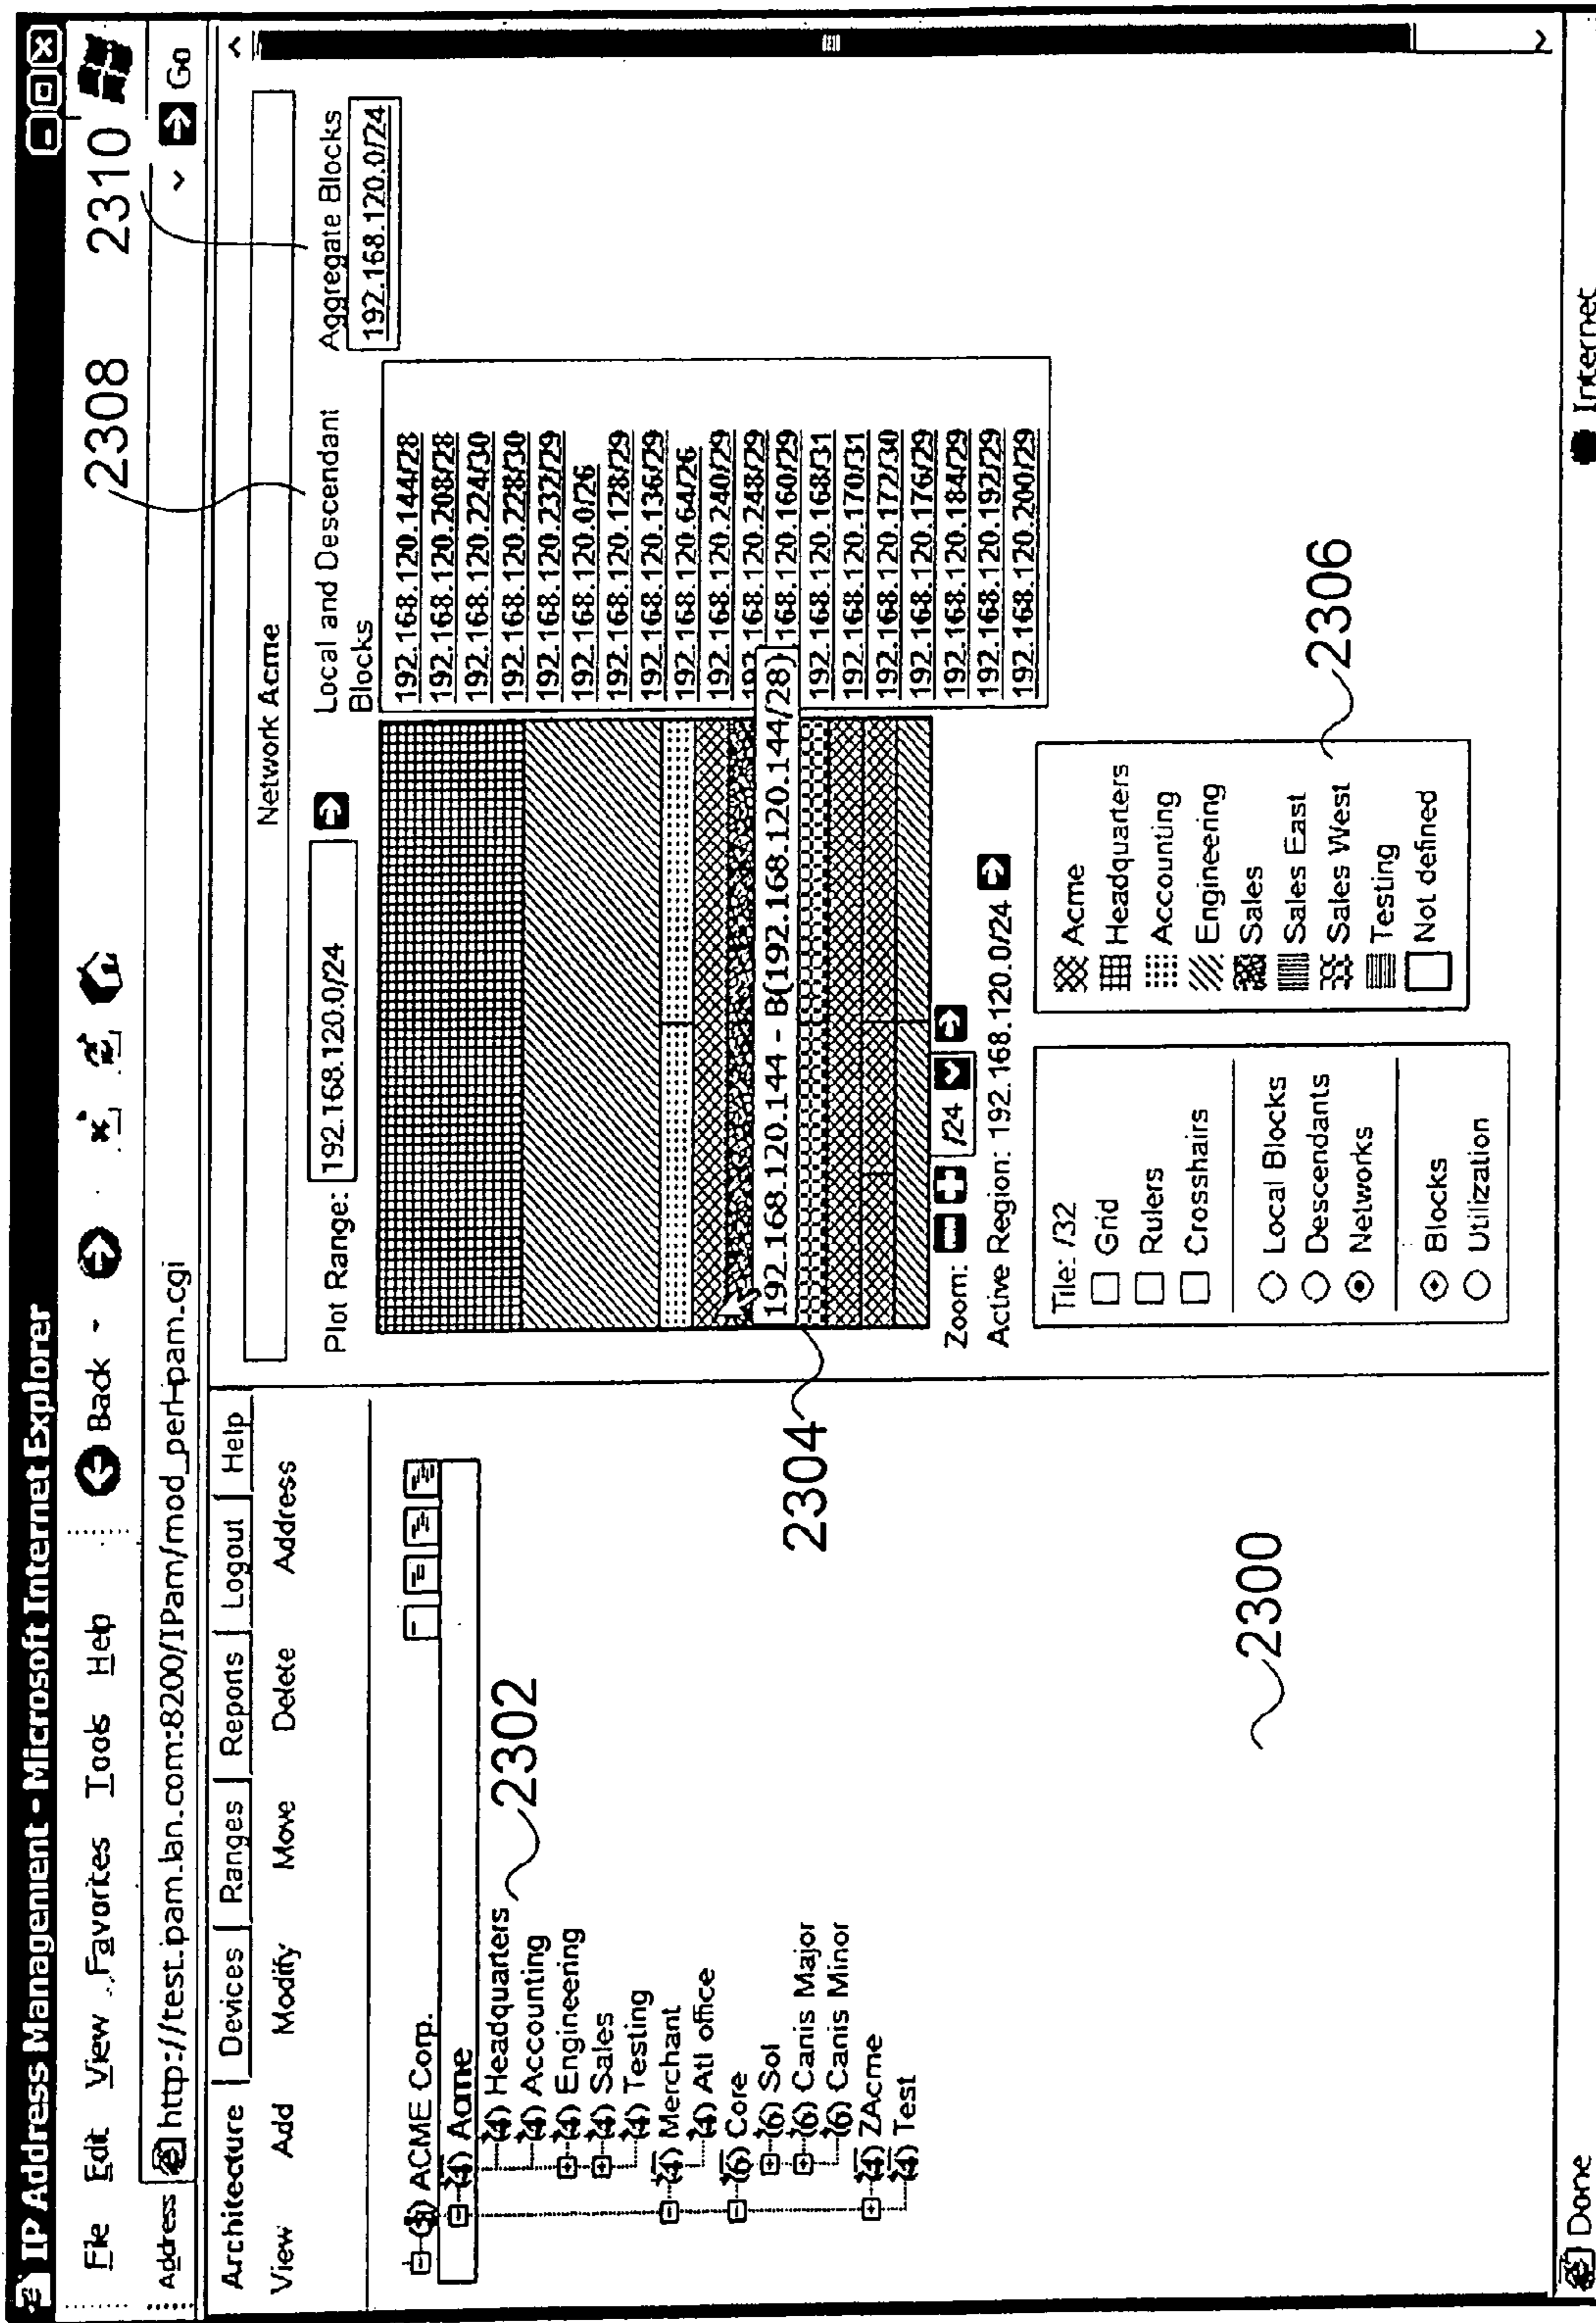 IP Address Management - Microsoft Internet Explorer
File Edit View Favorites Tools Help
Back
2308
2310
Address http://test.ipam.lan.com:8200/IPam/mod_perl-ipam.cgi
Go
Architecture Devices Ranges Reports Logout Help
View Add Modify Move Delete Address
(3) ACME Corp.
(4) Acme
(4) Headquarters
(4) Accounting
(4) Engineering
(4) Sales
(4) Testing
(4) Merchant
(4) Atl office
(6) Core
(6) Sol
(6) Canis Major
(6) Canis Minor
(4) ZAcme
(4) Test
2302
2300
Network Acme
Plot Range: 192.168.120.0/24
192.168.120.144 - B(192.168.120.144/28)
2304
Zoom: /24
Active Region: 192.168.120.0/24
Tile: /32
Grid
Rulers
Crosshairs
Local Blocks
Descendants
Networks
Blocks
Utilization
Acme
Headquarters
Accounting
Engineering
Sales
Sales East
Sales West
Testing
Not defined
2306
Local and Descendant
Blocks
192.168.120.144/28
192.168.120.208/28
192.168.120.224/30
192.168.120.228/30
192.168.120.232/29
192.168.120.0/26
192.168.120.128/29
192.168.120.136/29
192.168.120.64/26
192.168.120.240/29
192.168.120.248/29
.168.120.160/29
192.168.120.168/31
192.168.120.170/31
192.168.120.172/30
192.168.120.176/29
192.168.120.184/29
192.168.120.192/29
192.168.120.200/29
Aggregate Blocks
192.168.120.0/24
Done
Internet